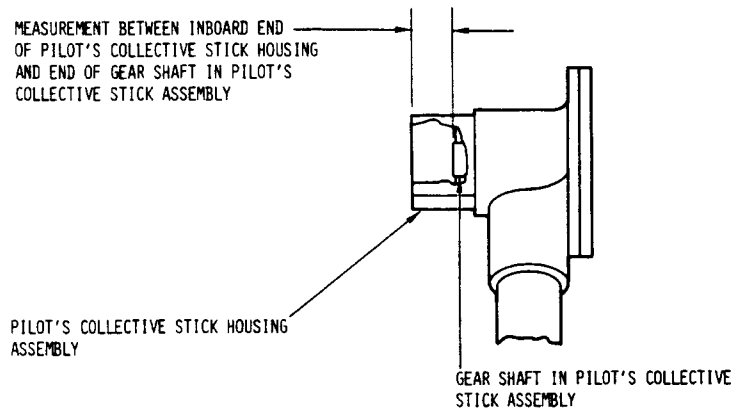 MEASUREMENT BETWEEN INBOARD END
OF PILOT'S COLLECTIVE STICK HOUSING
AND END OF GEAR SHAFT IN PILOT'S
COLLECTIVE STICK ASSEMBLY
PILOT'S COLLECTIVE STICK HOUSING
ASSEMBLY
GEAR SHAFT IN PILOT'S COLLECTIVE
STICK ASSEMBLY